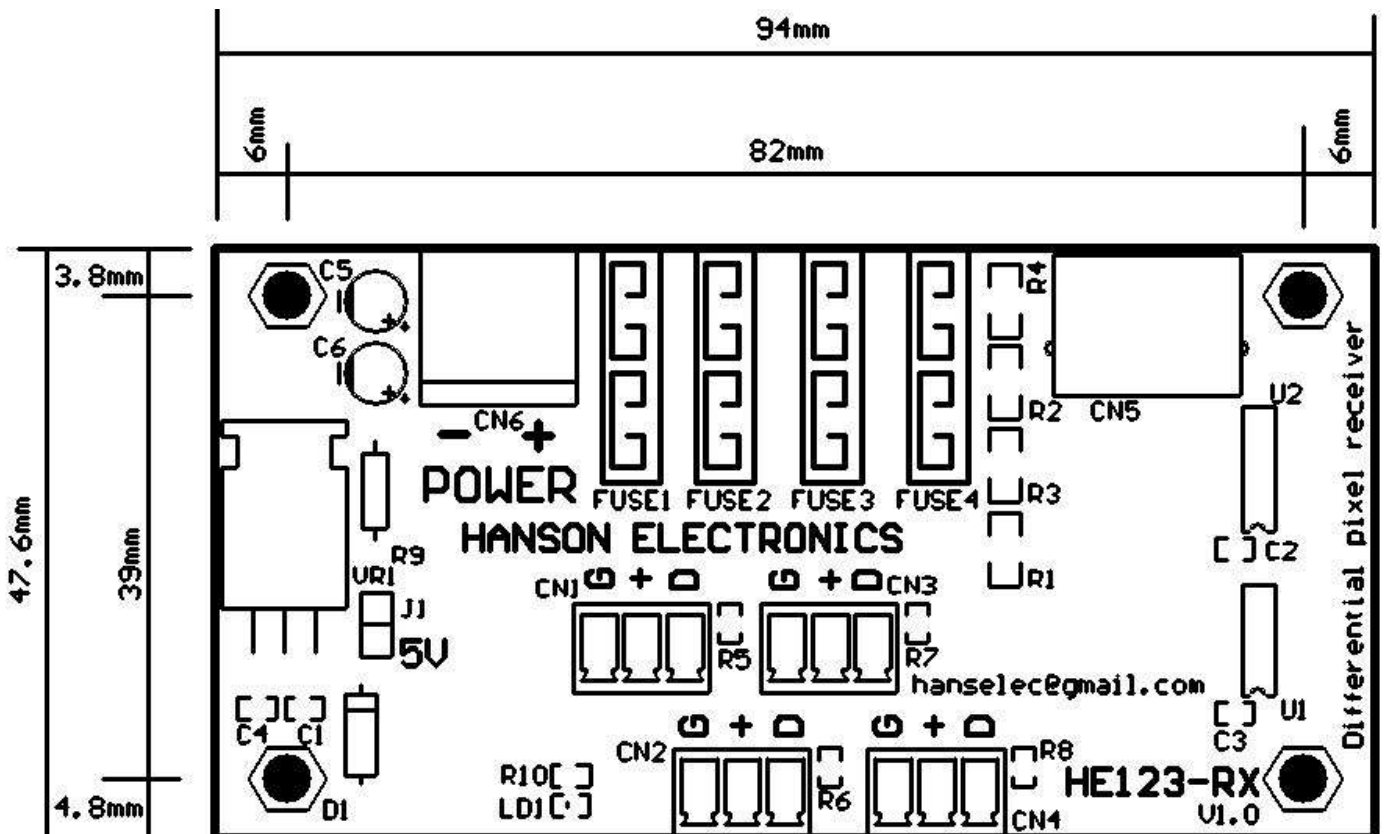 94mm
6mm
82mm
6mm
3.8mm
47.6mm
39mm
4.8mm
C5
C6
R4
R2
R3
R1
CN5
U2
CN6
- +
POWER
FUSE1 FUSE2 FUSE3 FUSE4
HANSON ELECTRONICS
R9
VR1
J1
5V
CN1 G + D
G + D CN3
R5
R7
hanselec@gmail.com
C2
U1
C3
Differential pixel receiver
C4 C1
D1
G + D
G + D
CN2
R6
R8
CN4
R10
LD1
HE123-RX
V1.0